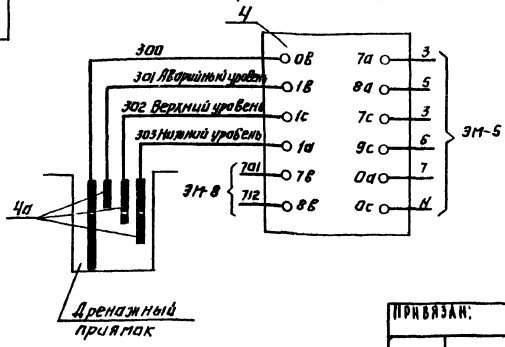 4
300
0в
7а
3
301 Аварийный уровень
1в
8а
5
302 Верхний уровень
1с
7с
3
303 Нижний уровень
1а
9с
6
ЭМ-5
701
7в
0а
7
ЭМ-8
712
8в
0с
N
4а
Дренажный
приямок
ПРИВЯЗАН: